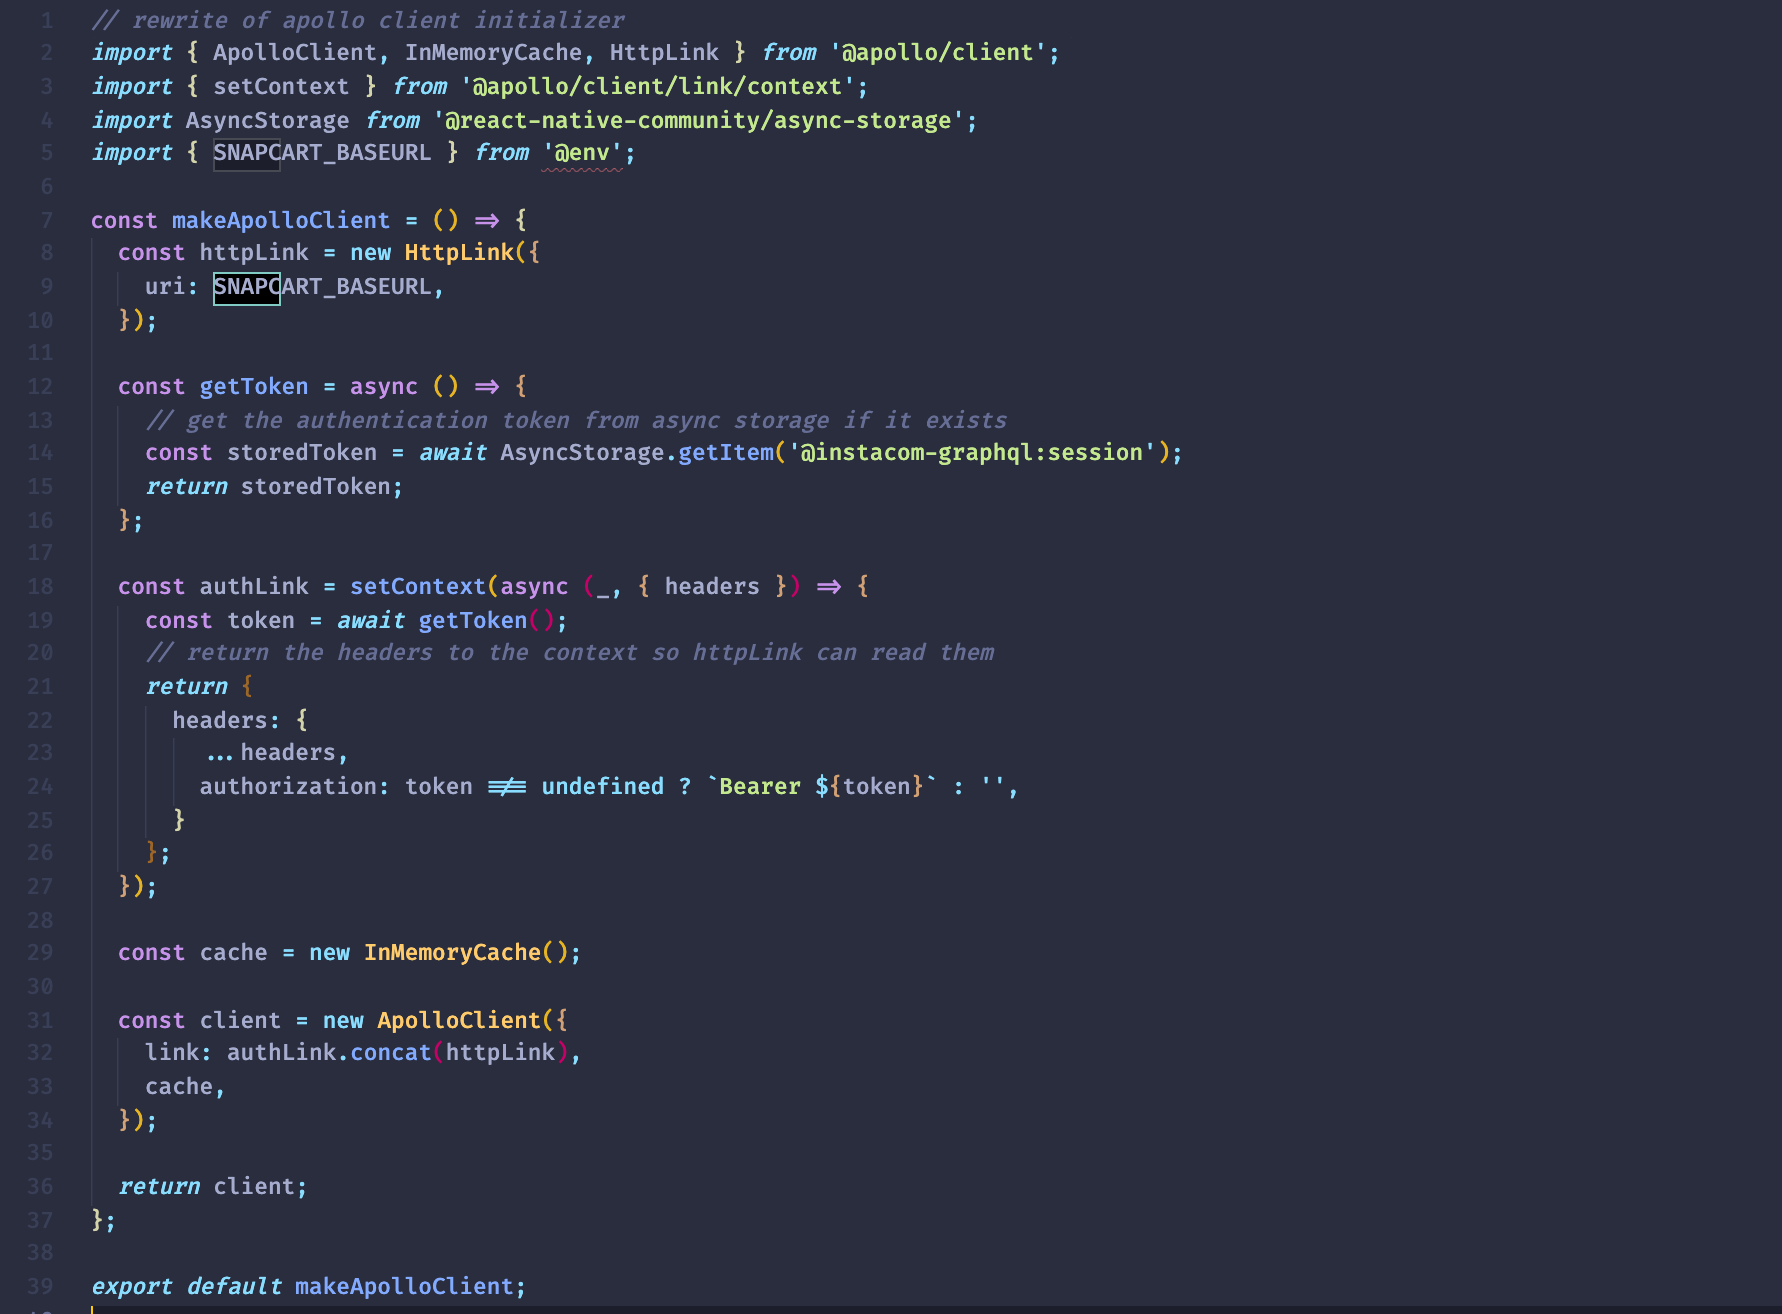 1 // rewrite of apollo client initializer
2 import { ApolloClient, InMemoryCache, HttpLink } from '@apollo/client';
3 import { setContext } from '@apollo/client/link/context';
4 import AsyncStorage from '@react-native-community/async-storage';
5 import { SNAPCART_BASEURL } from '@env';
6
7 const makeApolloClient = () => {
8   const httpLink = new HttpLink({
9     uri: SNAPCART_BASEURL,
10   });
11
12   const getToken = async () => {
13     // get the authentication token from async storage if it exists
14     const storedToken = await AsyncStorage.getItem('@instacom-graphql:session');
15     return storedToken;
16   };
17
18   const authLink = setContext(async (_, { headers }) => {
19     const token = await getToken();
20     // return the headers to the context so httpLink can read them
21     return {
22       headers: {
23         ...headers,
24         authorization: token !== undefined ? `Bearer ${token}` : '',
25       }
26     };
27   });
28
29   const cache = new InMemoryCache();
30
31   const client = new ApolloClient({
32     link: authLink.concat(httpLink),
33     cache,
34   });
35
36   return client;
37 };
38
39 export default makeApolloClient;